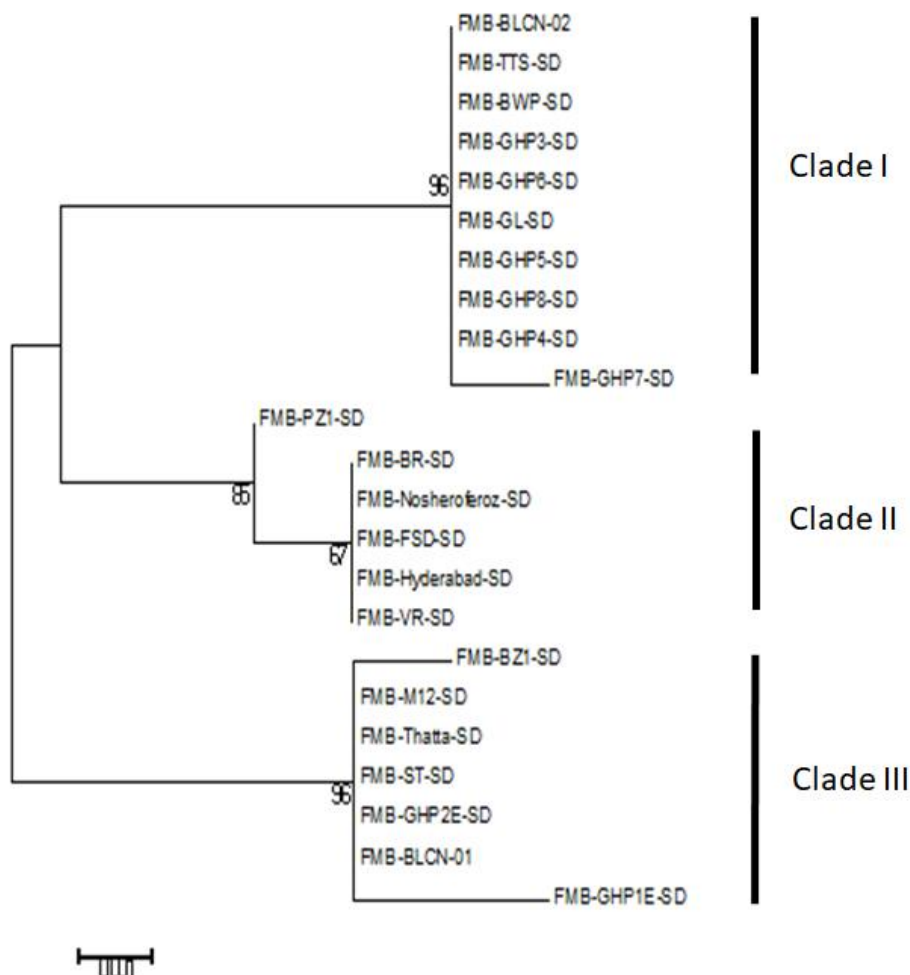 FMB-BLCN-02
FMB-TTS-SD
FMB-BWP-SD
FMB-GHP3-SD
96
FMB-GHP6-SD
Clade I
FMB-GL-SD
FMB-GHP5-SD
FMB-GHP8-SD
FMB-GHP4-SD
FMB-GHP7-SD
FMB-PZ1-SD
FMB-BR-SD
85
FMB-Nosheroferoz-SD
Clade II
FMB-FSD-SD
67
FMB-Hyderabad-SD
FMB-VR-SD
FMB-BZ1-SD
FMB-M12-SD
FMB-Thatta-SD
FMB-ST-SD
Clade III
96
FMB-GHP2E-SD
FMB-BLCN-01
FMB-GHP1E-SD